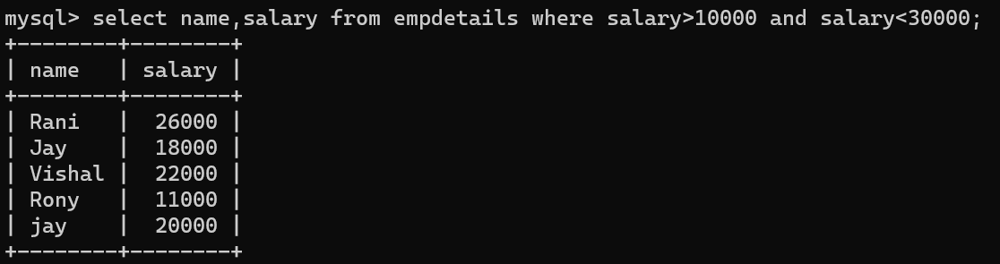 mysql> select name,salary from empdetails where salary>10000 and salary<30000;
+--------+--------+
| name   | salary |
+--------+--------+
| Rani   |  26000 |
| Jay    |  18000 |
| Vishal |  22000 |
| Rony   |  11000 |
| jay    |  20000 |
+--------+--------+